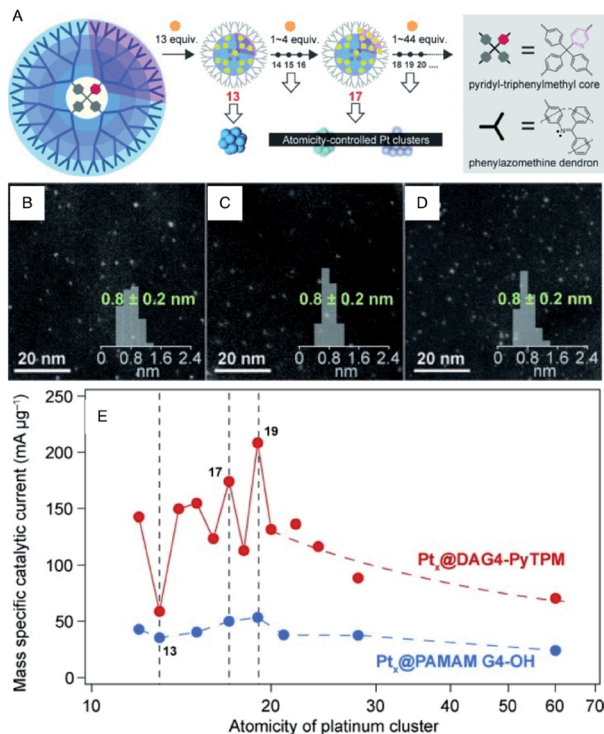 A
13 equiv.
1~4 equiv.
1~44 equiv.
14 15 16
18 19 20 ....
13
17
Atomicity-controlled Pt clusters
=
pyridyl-triphenylmethyl core
=
phenylazomethine dendron
B
0.8 ± 0.2 nm
20 nm
0 0.8 1.6 2.4
nm
C
0.8 ± 0.2 nm
20 nm
0 0.8 1.6 2.4
nm
D
0.8 ± 0.2 nm
20 nm
0 0.8 1.6 2.4
nm
E
Mass specific catalytic current (mA μg⁻¹)
250
200
150
100
50
0
17
19
13
Ptₓ@DAG4-PyTPM
Ptₓ@PAMAM G4-OH
10 20 30 40 50 60 70
Atomicity of platinum cluster